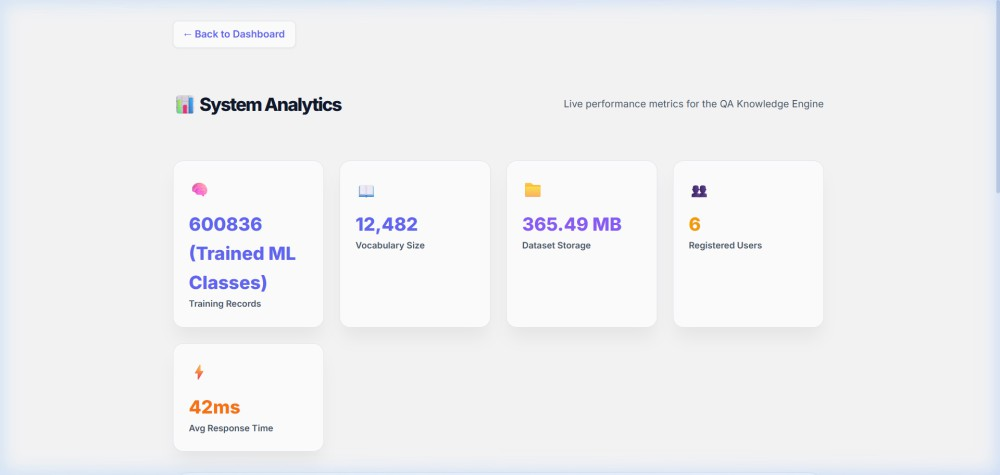 ← Back to Dashboard
System Analytics
Live performance metrics for the QA Knowledge Engine
600836
(Trained ML
Classes)
Training Records
12,482
Vocabulary Size
365.49 MB
Dataset Storage
6
Registered Users
42ms
Avg Response Time